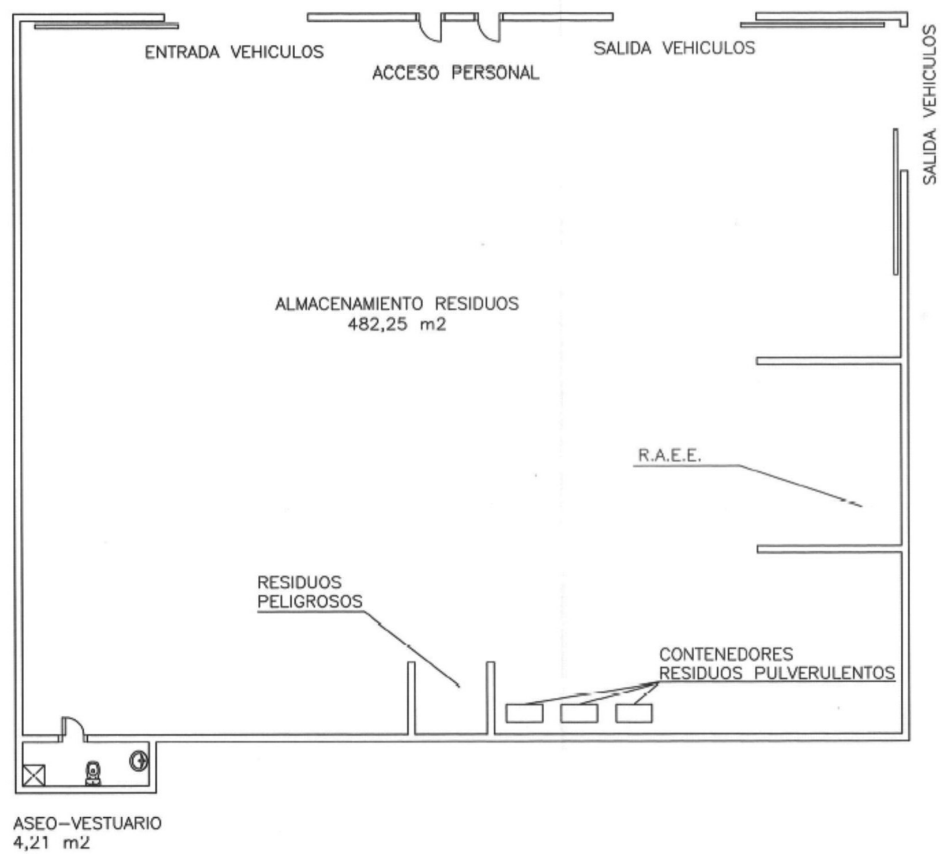 ENTRADA VEHICULOS
ACCESO PERSONAL
SALIDA VEHICULOS
SALIDA VEHICULOS
ALMACENAMIENTO RESIDUOS
482,25 m2
R.A.E.E.
RESIDUOS
PELIGROSOS
CONTENEDORES
RESIDUOS PULVERULENTOS
ASEO-VESTUARIO
4,21 m2